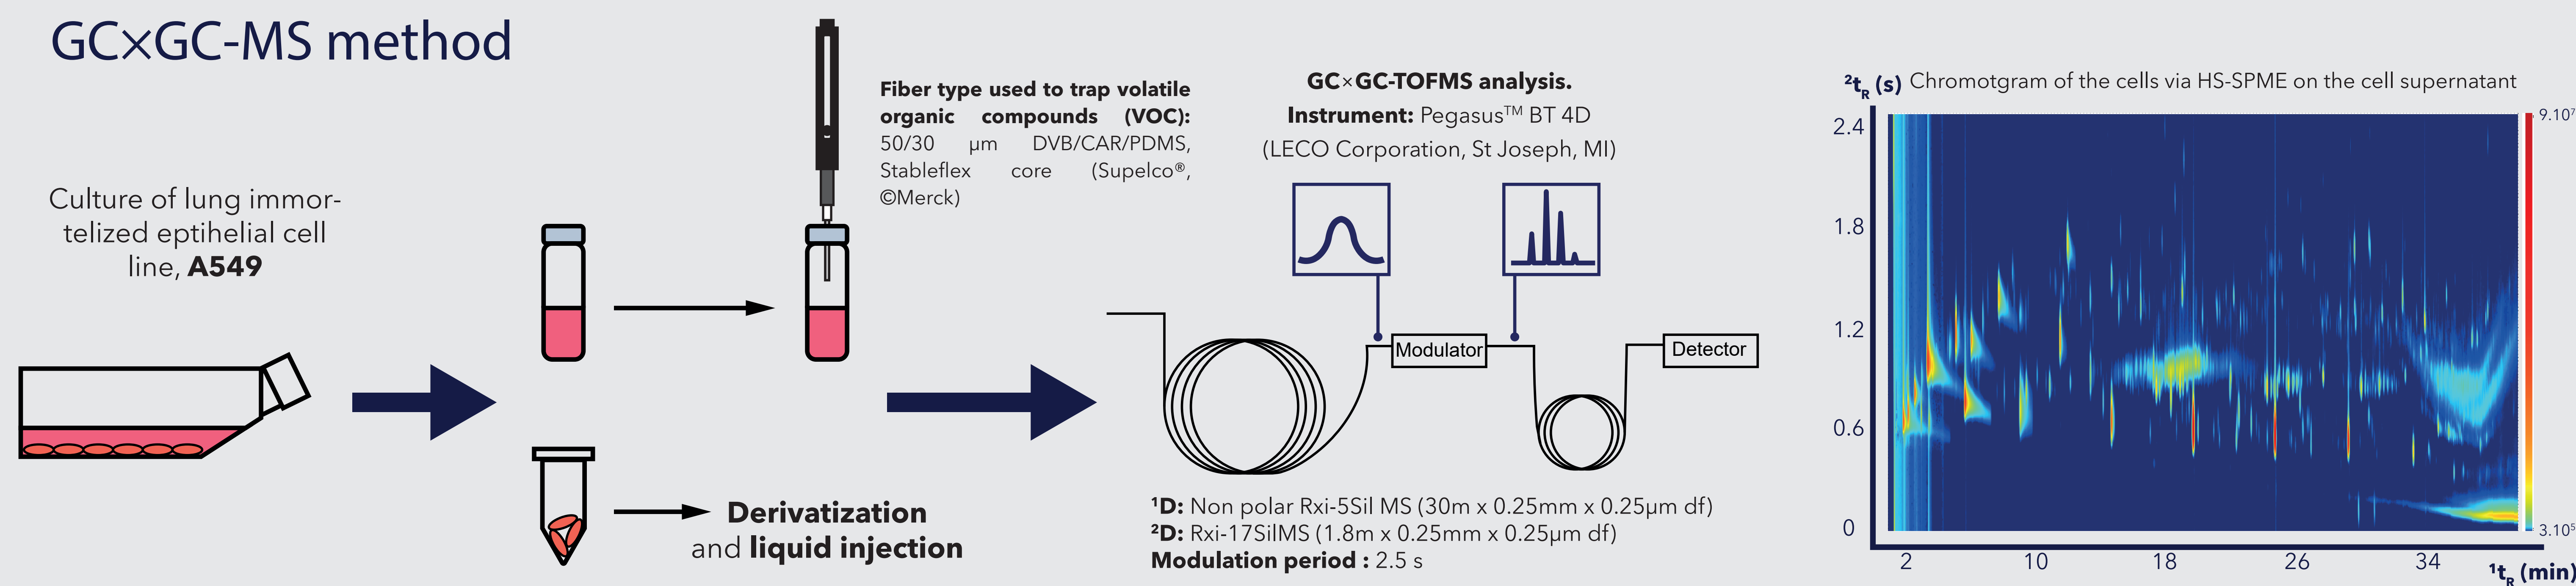 GC×GC-MS method
Culture of lung immor-
telized eptihelial cell
line, A549
Fiber type used to trap volatile
organic compounds (VOC):
50/30 µm DVB/CAR/PDMS,
Stableflex core (Supelco®,
©Merck)
Derivatization
and liquid injection
GC×GC-TOFMS analysis.
Instrument: Pegasus™ BT 4D
(LECO Corporation, St Joseph, MI)
Modulator
Detector
¹D: Non polar Rxi-5Sil MS (30m x 0.25mm x 0.25µm df)
²D: Rxi-17SilMS (1.8m x 0.25mm x 0.25µm df)
Modulation period : 2.5 s
²tR (s) Chromotgram of the cells via HS-SPME on the cell supernatant
2.4
1.8
1.2
0.6
0
9.10⁷
3.10⁵
2 10 18 26 34
¹tR (min)